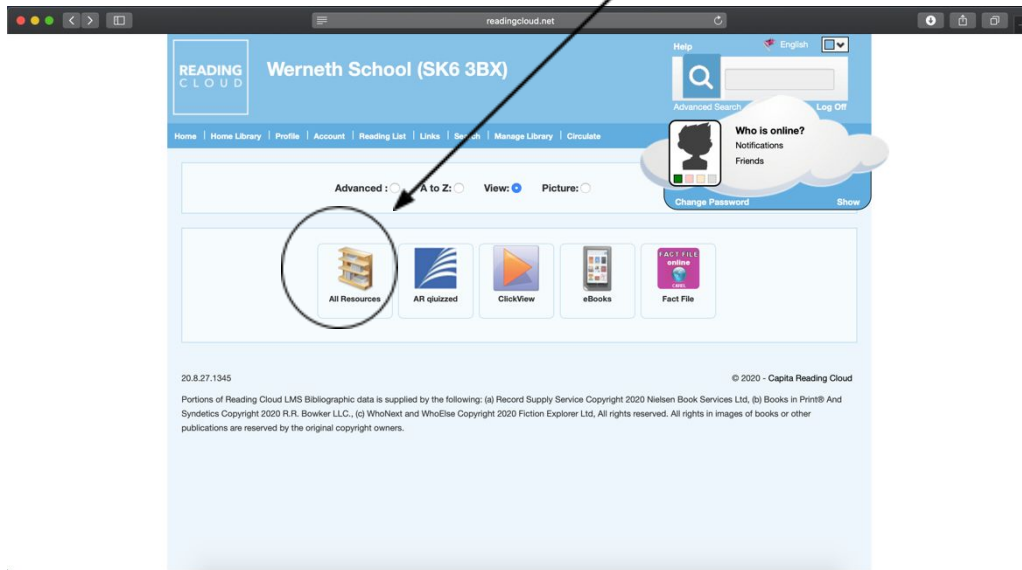 readingcloud.net
READING
CLOUD
Werneth School (SK6 3BX)
Help
English
Advanced Search
Log Off
Home | Home Library | Profile | Account | Reading List | Links | Search | Manage Library | Circulate
Who is online?
Notifications
Friends
Change Password
Show
Advanced : A to Z: View: Picture:
FACT FILE
online
All Resources
AR qiuizzed
ClickView
eBooks
Fact File
20.8.27.1345
© 2020 - Capita Reading Cloud
Portions of Reading Cloud LMS Bibliographic data is supplied by the following: (a) Record Supply Service Copyright 2020 Nielsen Book Services Ltd, (b) Books in Print® And
Syndetics Copyright 2020 R.R. Bowker LLC., (c) WhoNext and WhoElse Copyright 2020 Fiction Explorer Ltd, All rights reserved. All rights in images of books or other
publications are reserved by the original copyright owners.